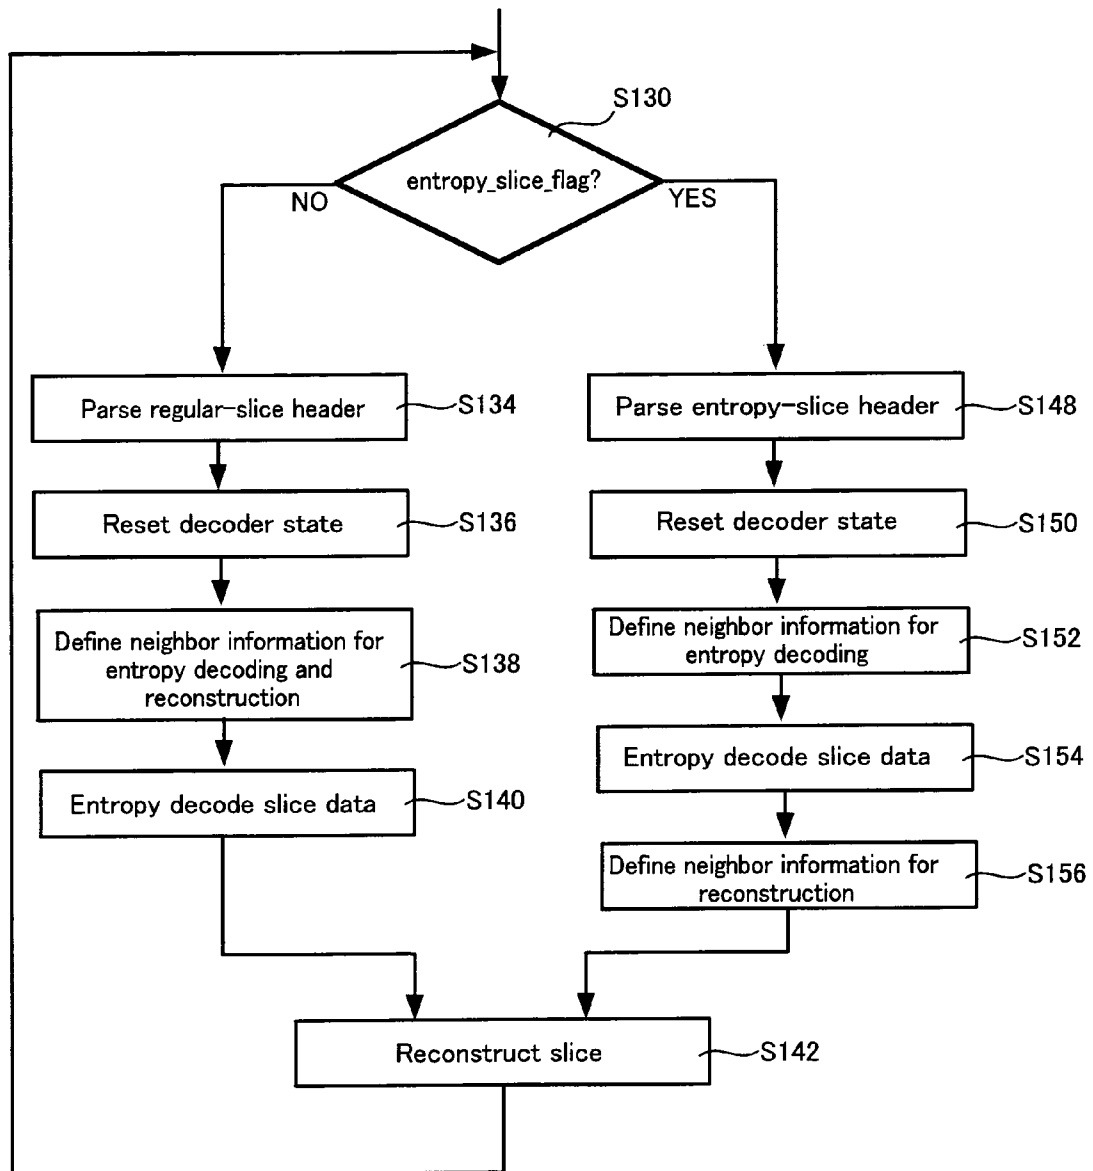 S130
entropy_slice_flag?
NO
YES
Parse regular-slice header
S134
Parse entropy-slice header
S148
Reset decoder state
S136
Reset decoder state
S150
Define neighbor information for
entropy decoding and
reconstruction
S138
Define neighbor information for
entropy decoding
S152
Entropy decode slice data
S140
Entropy decode slice data
S154
Define neighbor information for
reconstruction
S156
Reconstruct slice
S142